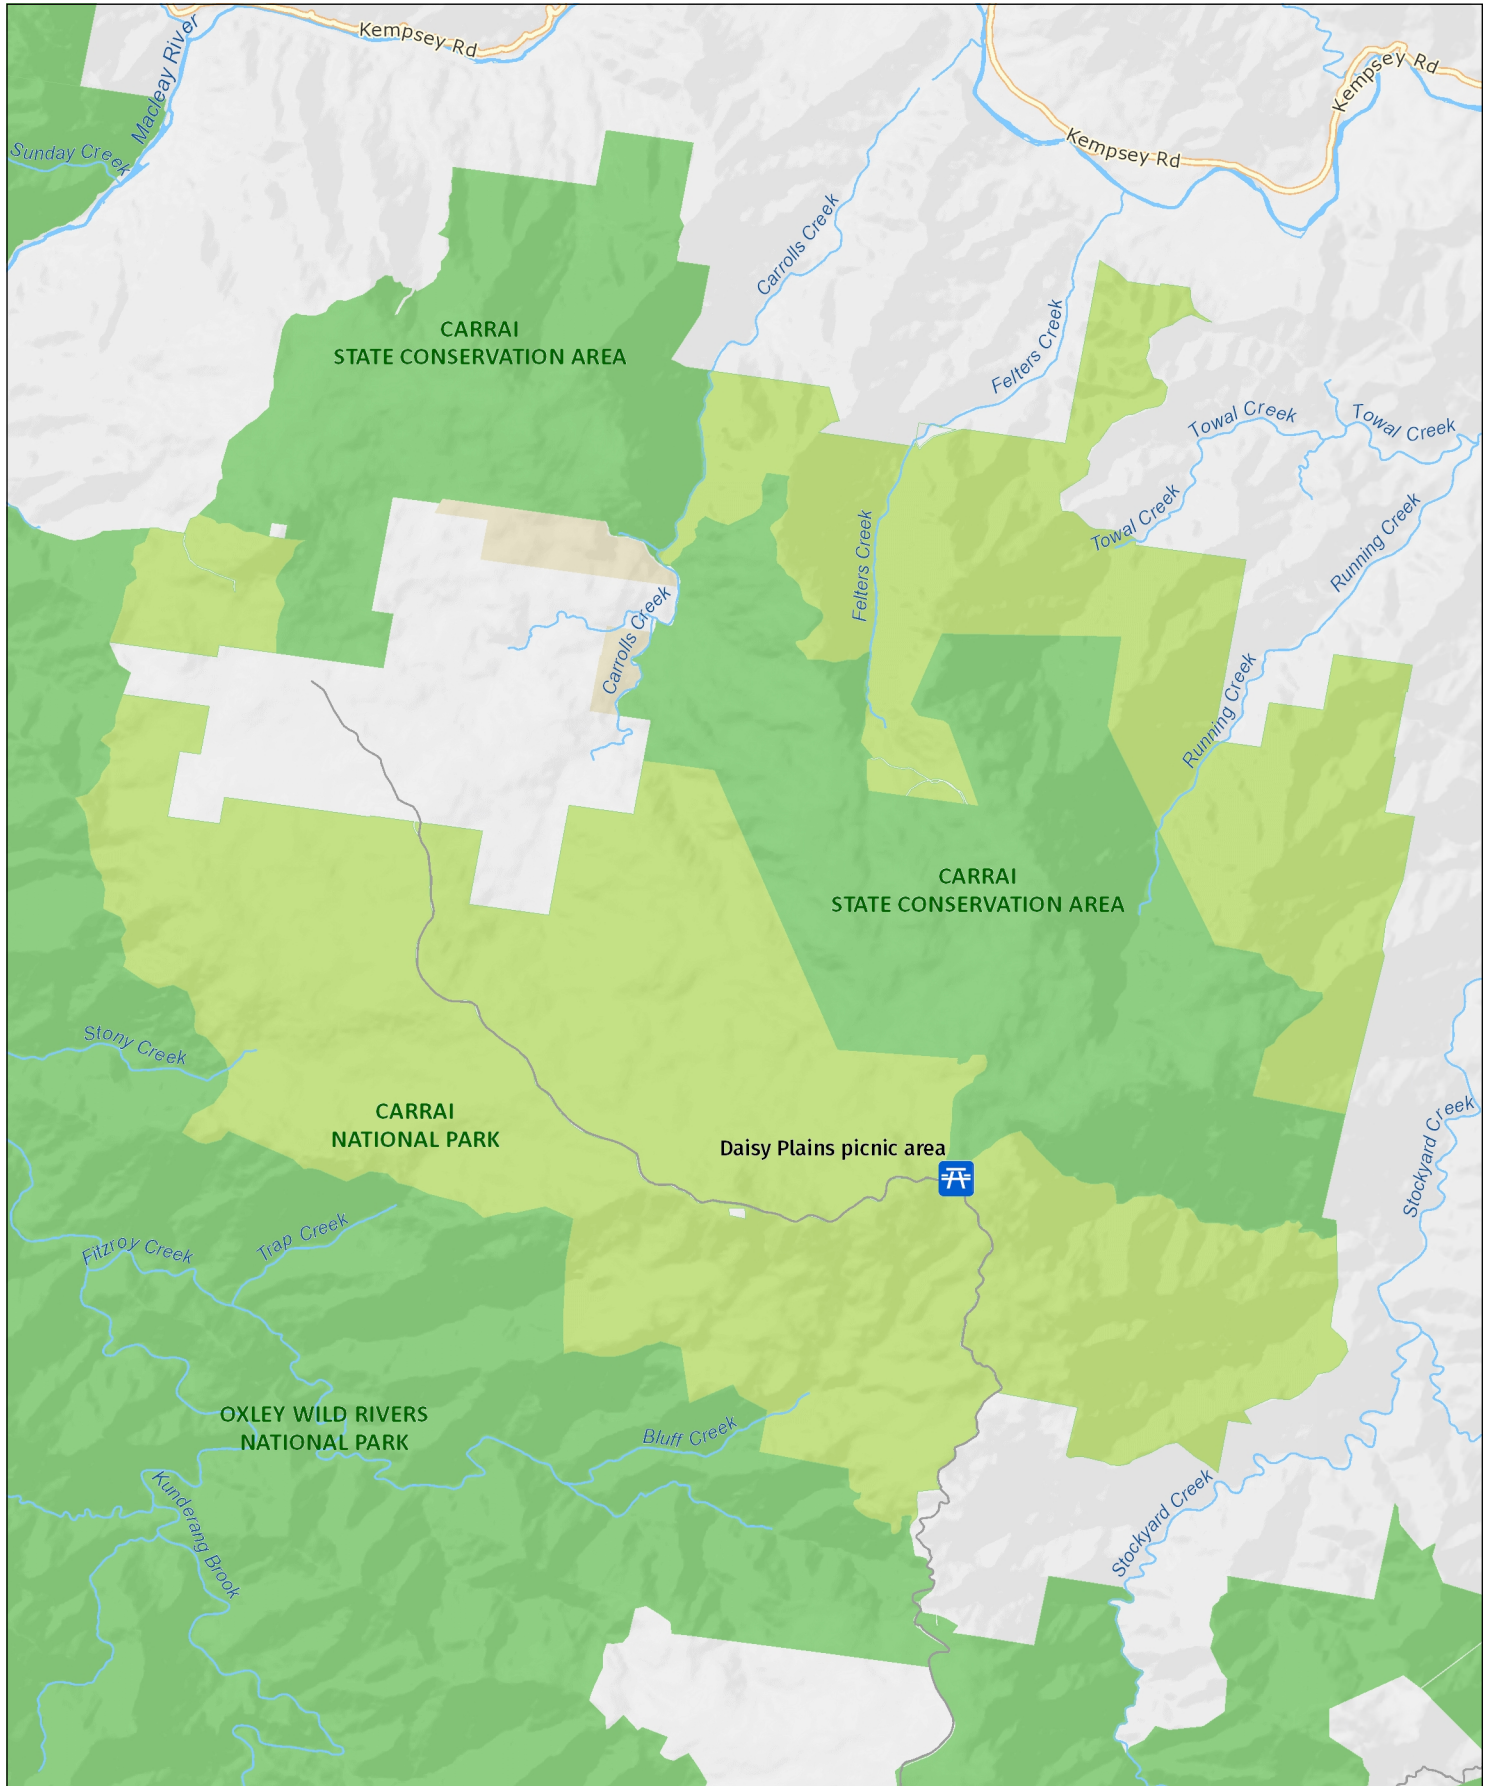 Kempsey Rd
Macleay River
Kempsey Rd
Kempsey Rd
Sunday Creek
Carrolls Creek
Felters Creek
CARRAI
STATE CONSERVATION AREA
Towal Creek
Towal Creek
Towal Creek
Running Creek
Felters Creek
Carrolls Creek
Running Creek
CARRAI
STATE CONSERVATION AREA
Stony Creek
CARRAI
NATIONAL PARK
Daisy Plains picnic area
Stockyard Creek
Fitzroy Creek
Trap Creek
OXLEY WILD RIVERS
NATIONAL PARK
Bluff Creek
Kunderang Brook
Stockyard Creek